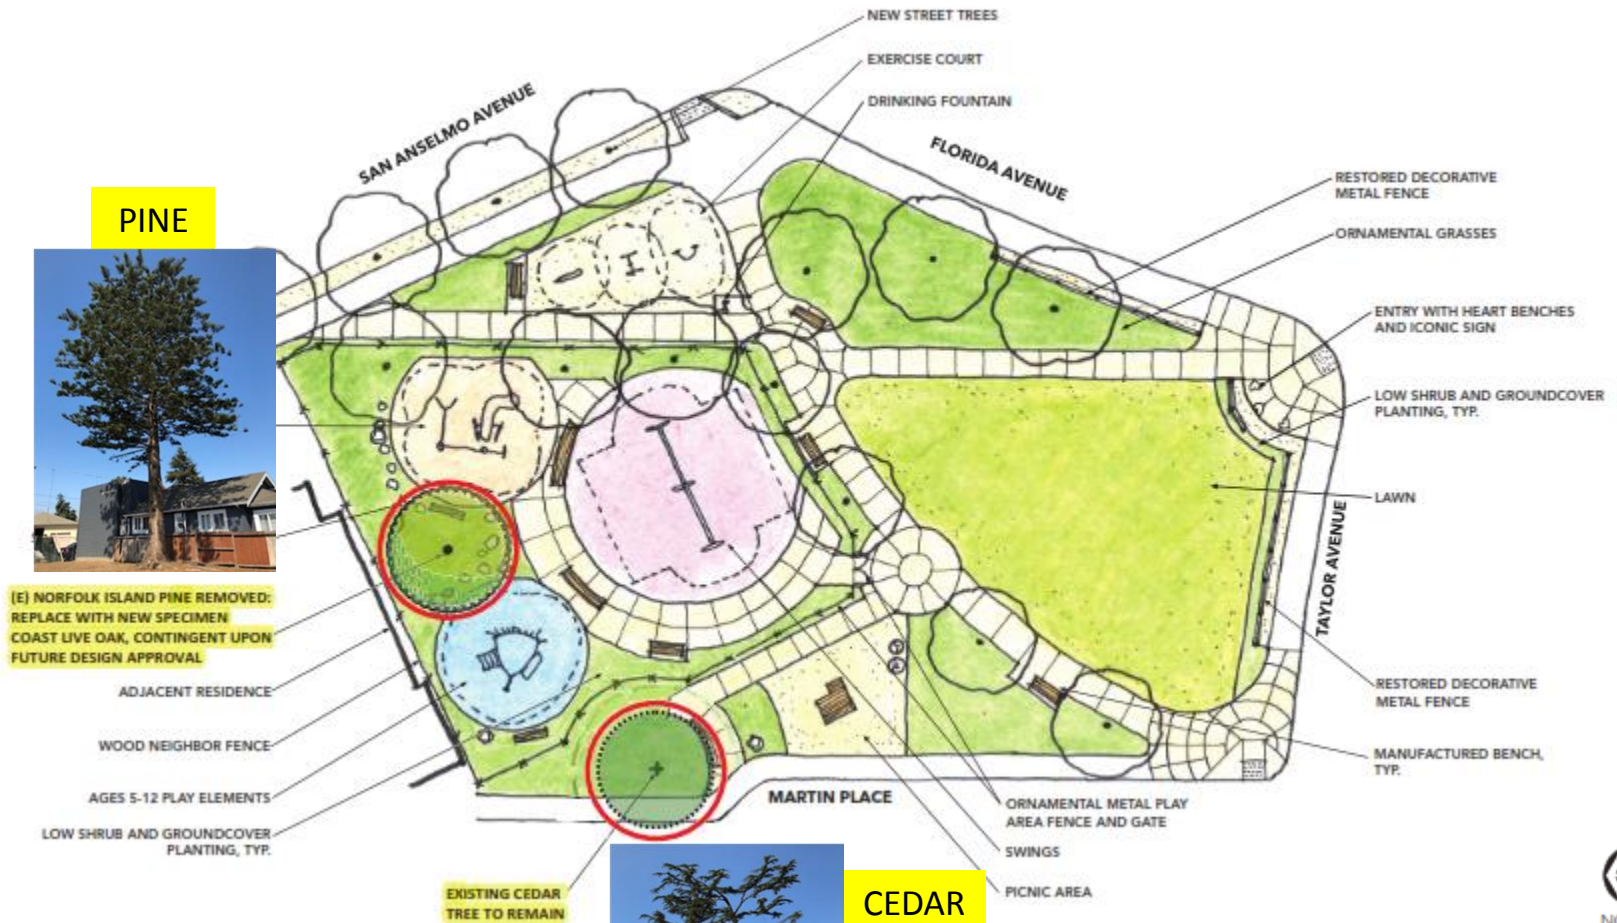 NEW STREET TREES
EXERCISE COURT
DRINKING FOUNTAIN
SAN ANSELMO AVENUE
FLORIDA AVENUE
RESTORED DECORATIVE
METAL FENCE
PINE
ORNAMENTAL GRASSES
ENTRY WITH HEART BENCHES
AND ICONIC SIGN
LOW SHRUB AND GROUNDCOVER
PLANTING, TYP.
LAWN
TAYLOR AVENUE
(E) NORFOLK ISLAND PINE REMOVED:
REPLACE WITH NEW SPECIMEN
COAST LIVE OAK, CONTINGENT UPON
FUTURE DESIGN APPROVAL
ADJACENT RESIDENCE
WOOD NEIGHBOR FENCE
AGES 5-12 PLAY ELEMENTS
LOW SHRUB AND GROUNDCOVER
PLANTING, TYP.
RESTORED DECORATIVE
METAL FENCE
MANUFACTURED BENCH,
TYP.
MARTIN PLACE
ORNAMENTAL METAL PLAY
AREA FENCE AND GATE
SWINGS
PICNIC AREA
EXISTING CEDAR
TREE TO REMAIN
CEDAR